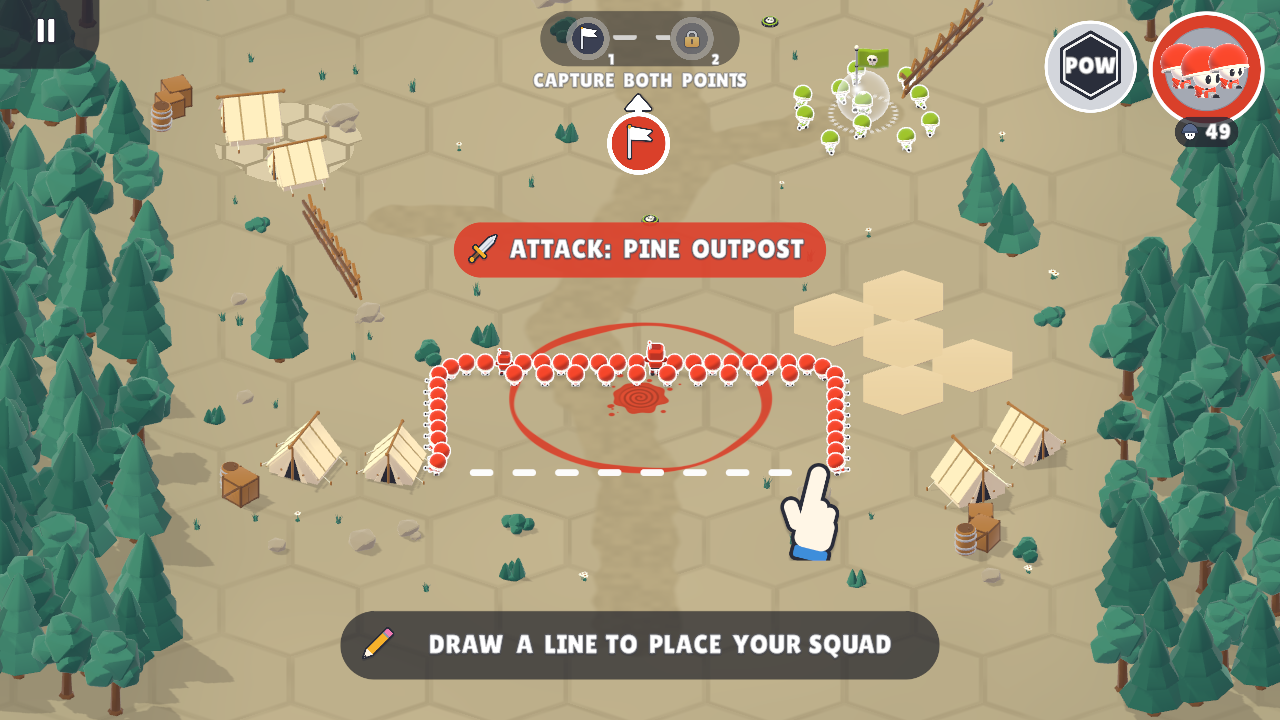 1
2
CAPTURE BOTH POINTS
POW
49
ATTACK: PINE OUTPOST
DRAW A LINE TO PLACE YOUR SQUAD